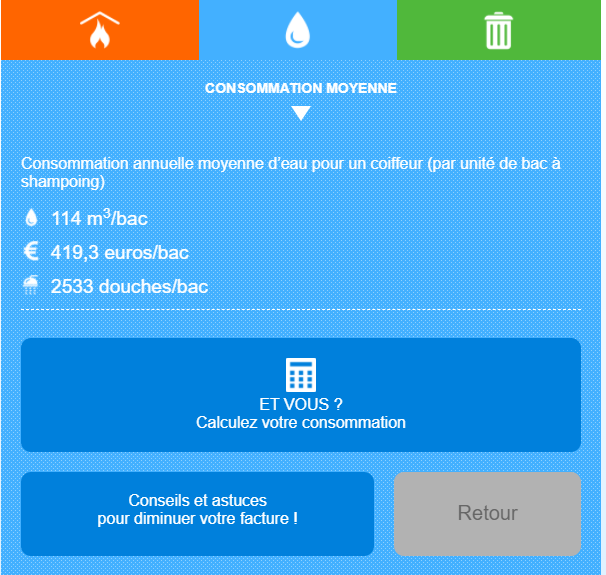 CONSOMMATION MOYENNE
Consommation annuelle moyenne d'eau pour un coiffeur (par unité de bac à
shampoing)
114 m³/bac
€ 419,3 euros/bac
2533 douches/bac
ET VOUS ?
Calculez votre consommation
Conseils et astuces
pour diminuer votre facture !
Retour